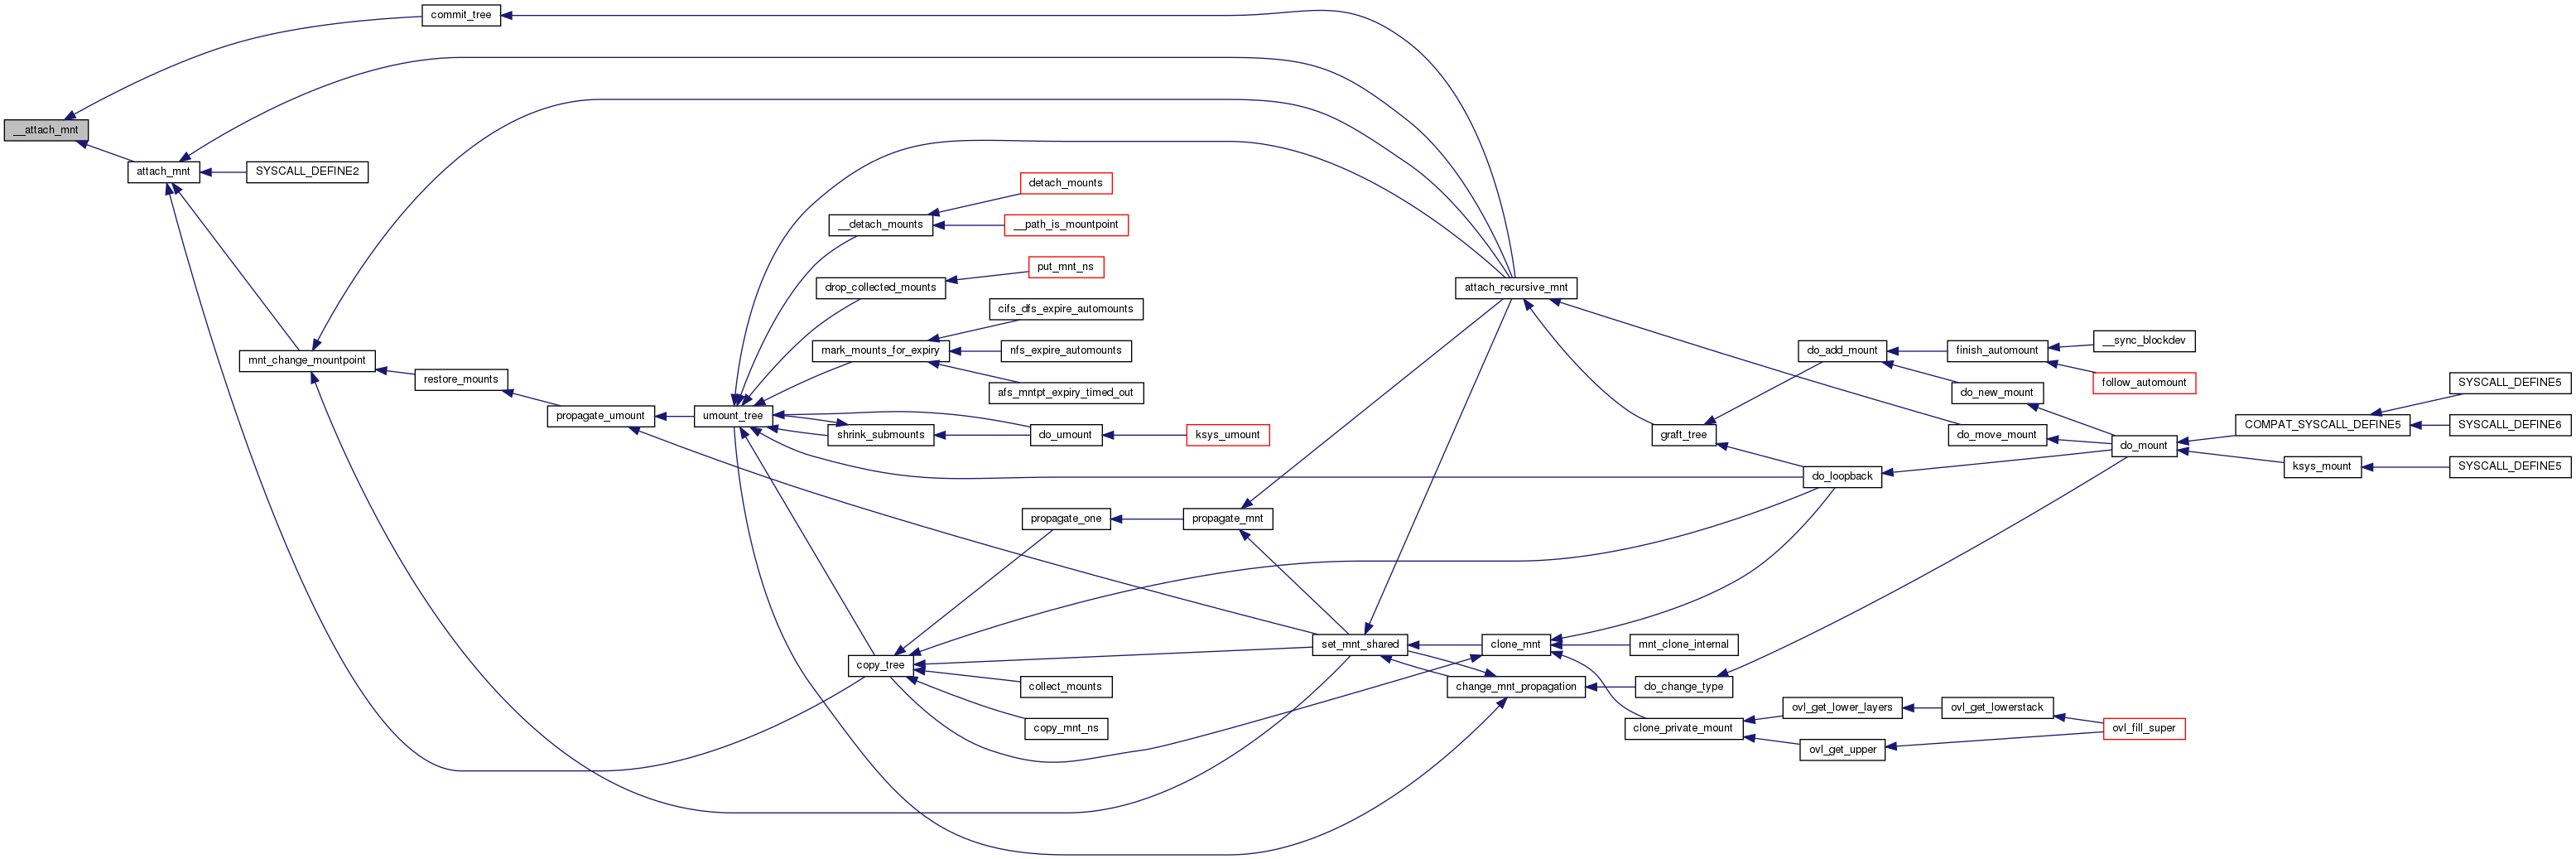 commit_tree
__attach_mnt
attach_mnt
SYSCALL_DEFINE2
detach_mounts
__detach_mounts
__path_is_mountpoint
put_mnt_ns
drop_collected_mounts
attach_recursive_mnt
cifs_dfs_expire_automounts
mark_mounts_for_expiry
nfs_expire_automounts
afs_mntpt_expiry_timed_out
mnt_change_mountpoint
restore_mounts
propagate_umount
umount_tree
shrink_submounts
do_umount
ksys_umount
graft_tree
do_add_mount
finish_automount
__sync_blockdev
follow_automount
do_new_mount
do_move_mount
do_mount
COMPAT_SYSCALL_DEFINE5
SYSCALL_DEFINE5
SYSCALL_DEFINE6
ksys_mount
SYSCALL_DEFINE5
do_loopback
propagate_one
propagate_mnt
set_mnt_shared
clone_mnt
mnt_clone_internal
copy_tree
collect_mounts
copy_mnt_ns
change_mnt_propagation
do_change_type
clone_private_mount
ovl_get_lower_layers
ovl_get_lowerstack
ovl_fill_super
ovl_get_upper